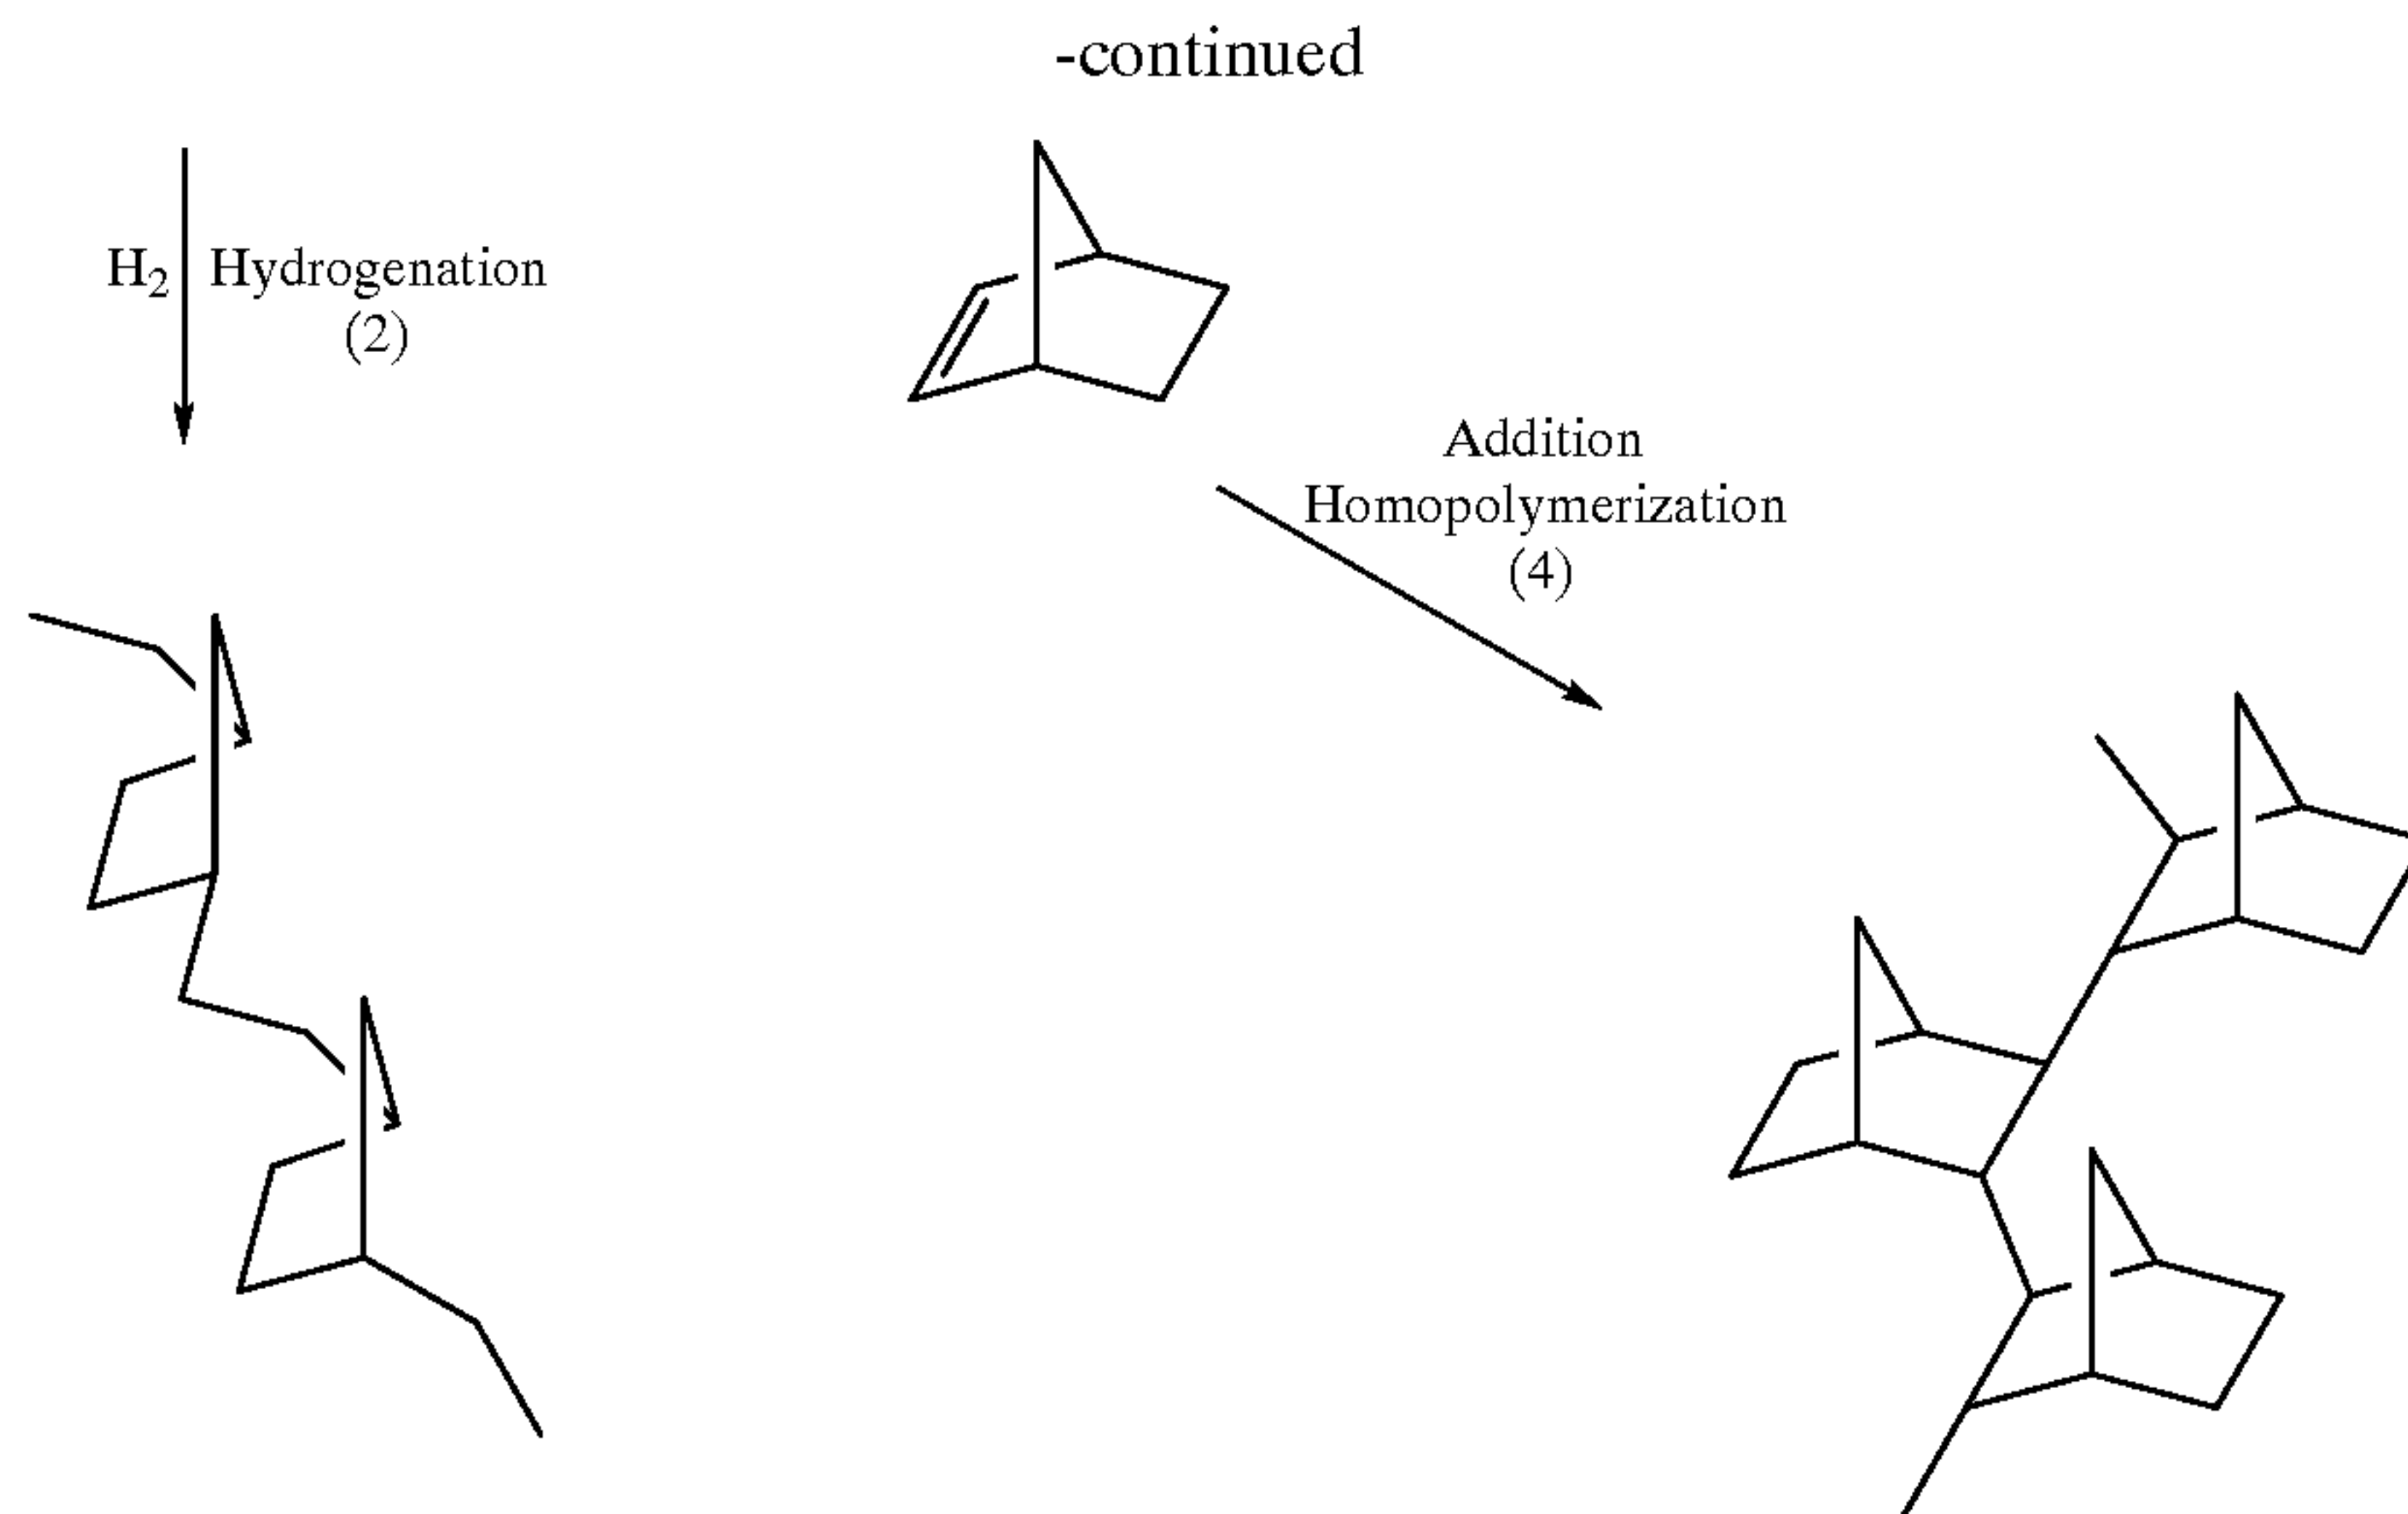 -continued
H2 Hydrogenation
(2)
Addition
Homopolymerization
(4)